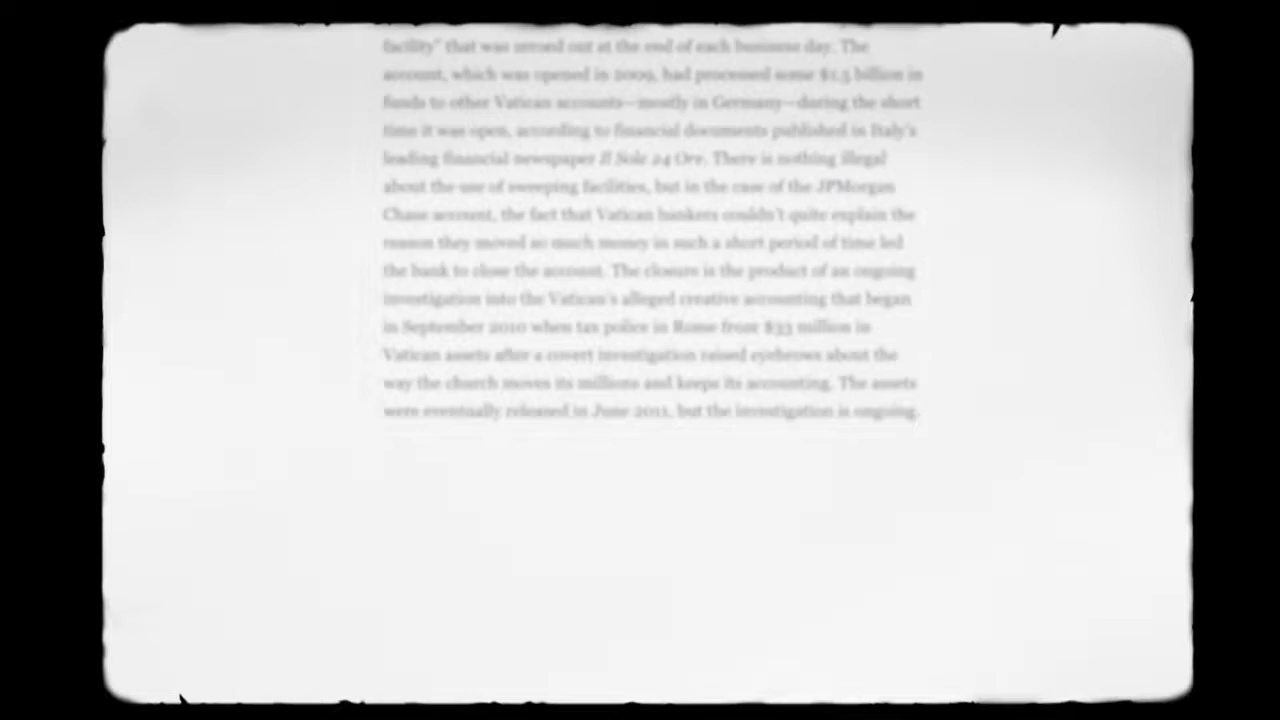 facility" that was zeroed out at the end of each business day. The
account, which was opened in 2009, had processed some $1.5 billion in
funds to other Vatican accounts—mostly in Germany—during the short
time it was open, according to financial documents published in Italy's
leading financial newspaper Il Sole 24 Ore. There is nothing illegal
about the use of sweeping facilities, but in the case of the JPMorgan
Chase account, the fact that Vatican bankers couldn't quite explain the
reason they moved so much money in such a short period of time led
the bank to close the account. The closure is the product of an ongoing
investigation into the Vatican's alleged creative accounting that began
in September 2010 when tax police in Rome froze $33 million in
Vatican assets after a covert investigation raised eyebrows about the
way the church moves its millions and keeps its accounting. The assets
were eventually released in June 2011, but the investigation is ongoing.